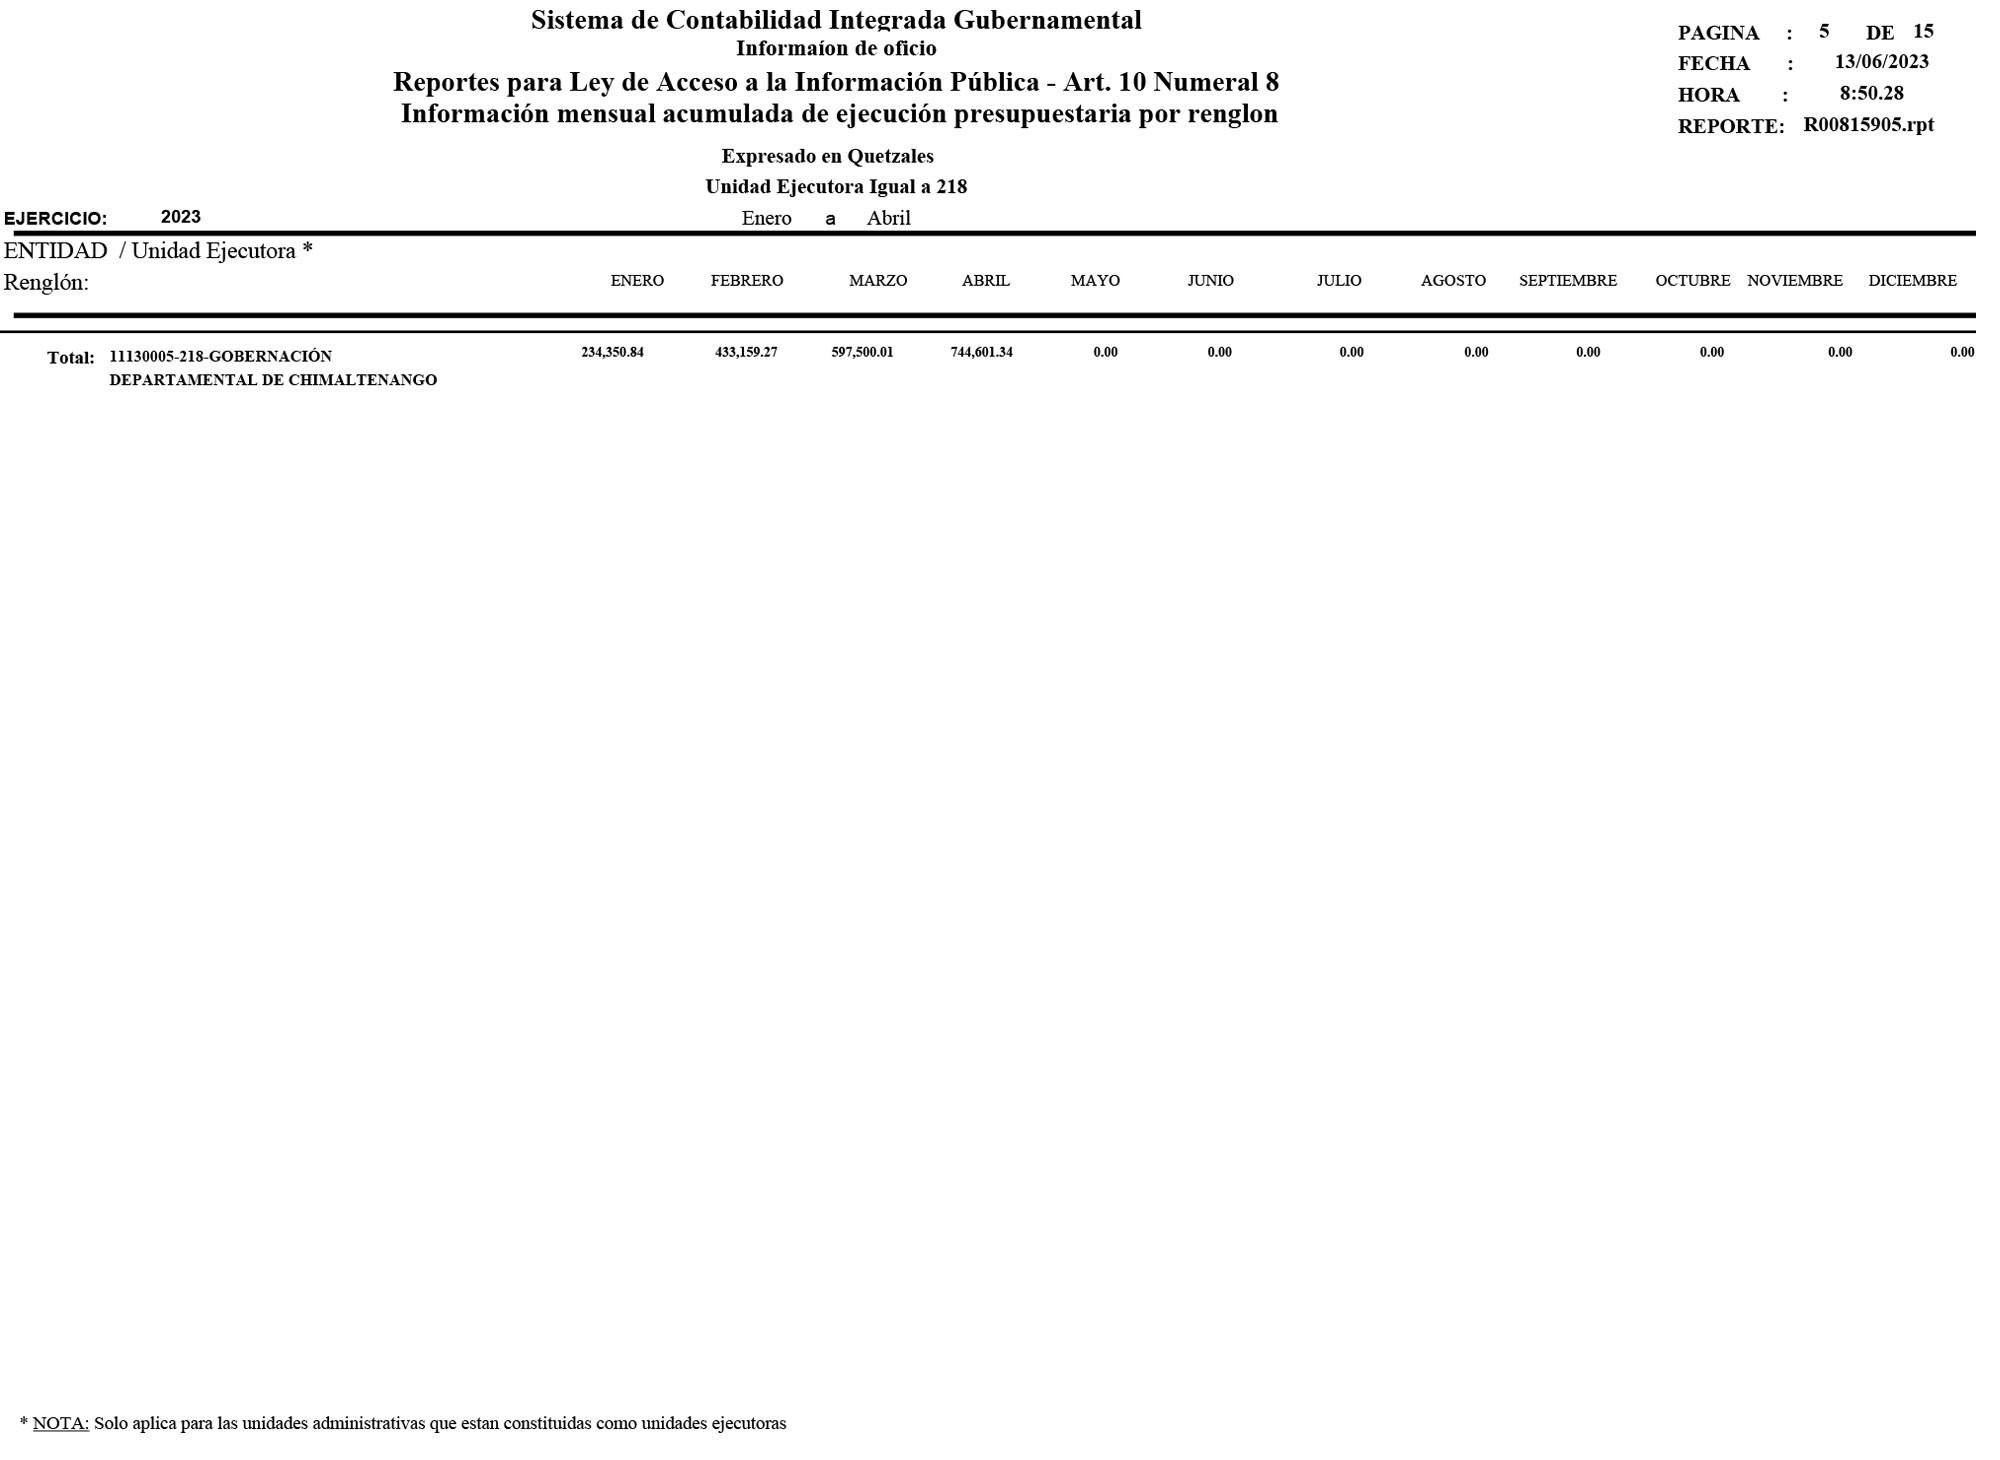 Sistema de Contabilidad Integrada Gubernamental
Informaíon de oficio
Reportes para Ley de Acceso a la Información Pública - Art. 10 Numeral 8
Información mensual acumulada de ejecución presupuestaria por renglon
Expresado en Quetzales
Unidad Ejecutora Igual a 218
PAGINA : 5 DE 15
FECHA : 13/06/2023
HORA : 8:50.28
REPORTE: R00815905.rpt
EJERCICIO: 2023 Enero a Abril
ENTIDAD / Unidad Ejecutora *
Renglón: ENERO FEBRERO MARZO ABRIL MAYO JUNIO JULIO AGOSTO SEPTIEMBRE OCTUBRE NOVIEMBRE DICIEMBRE
Total: 11130005-218-GOBERNACIÓN 234,350.84 433,159.27 597,500.01 744,601.34 0.00 0.00 0.00 0.00 0.00 0.00 0.00 0.00
DEPARTAMENTAL DE CHIMALTENANGO
* NOTA: Solo aplica para las unidades administrativas que estan constituidas como unidades ejecutoras